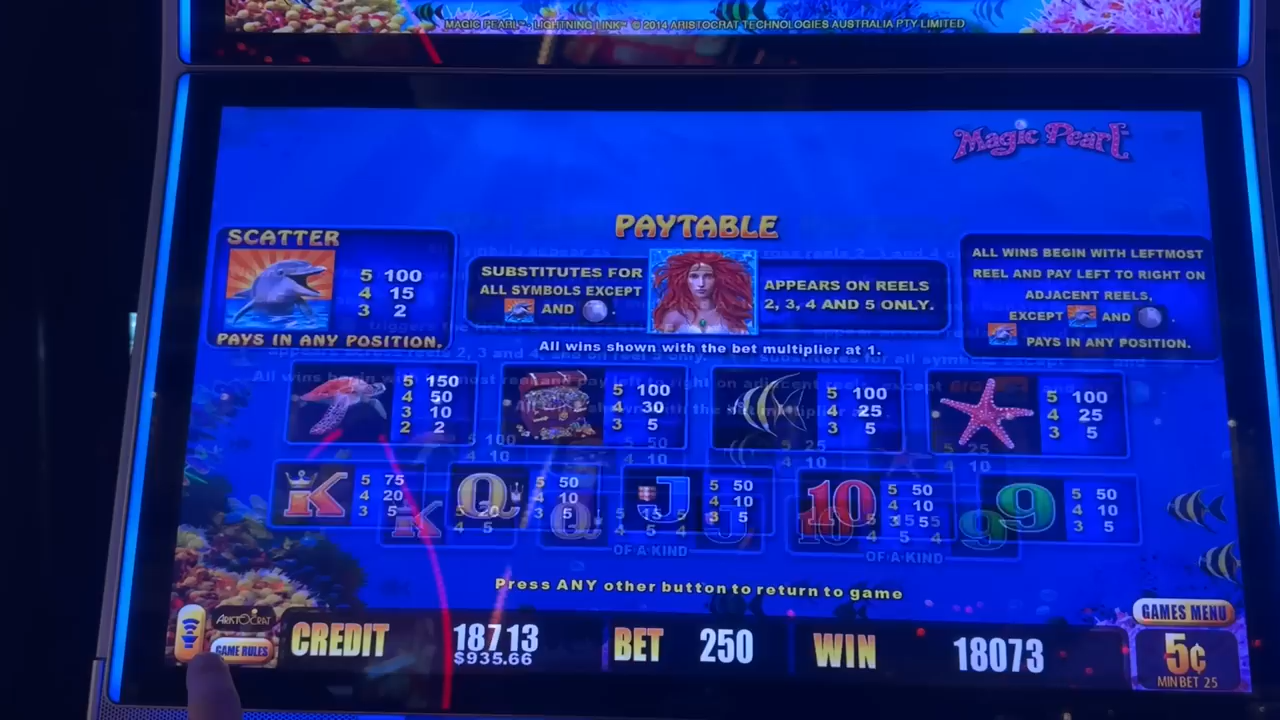 MAGIC PEARL™ - LIGHTNING LINK™ © 2014 ARISTOCRAT TECHNOLOGIES AUSTRALIA PTY LIMITED
Magic Pearl
PAYTABLE
SCATTER
5 100
4 15
3 2
PAYS IN ANY POSITION.
SUBSTITUTES FOR
ALL SYMBOLS EXCEPT
AND .
APPEARS ON REELS
2, 3, 4 AND 5 ONLY.
ALL WINS BEGIN WITH LEFTMOST
REEL AND PAY LEFT TO RIGHT ON
ADJACENT REELS,
EXCEPT AND .
PAYS IN ANY POSITION.
All wins shown with the bet multiplier at 1.
5 150
4 50
3 10
2 2
5 100
4 30
3 5
5 100
4 25
3 5
5 100
4 25
3 5
K
5 75
4 20
3 5
Q
5 50
4 10
3 5
J
5 50
4 10
3 5
10
5 50
4 10
3 5
9
5 50
4 10
3 5
OF A KIND
OF A KIND
Press ANY other button to return to game
ARISTOCRAT
GAME RULES
CREDIT
18713
$935.66
BET
250
WIN
18073
GAMES MENU
5¢
MIN BET 25